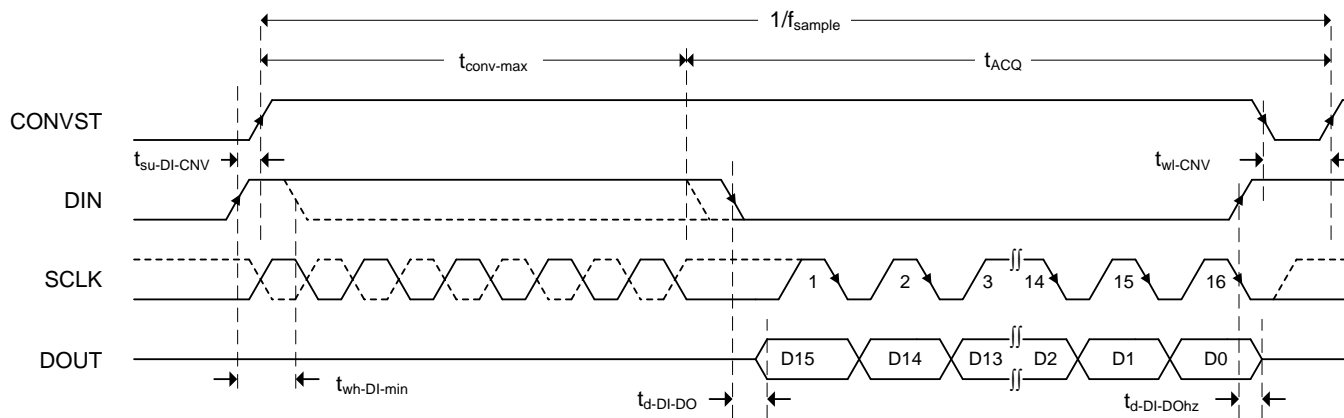 1/fsample
tconv-max tACQ
CONVST
tsu-DI-CNV twl-CNV
DIN
SCLK 1 2 3 14 15 16
DOUT D15 D14 D13 D2 D1 D0
twh-DI-min td-DI-DO td-DI-DOhz